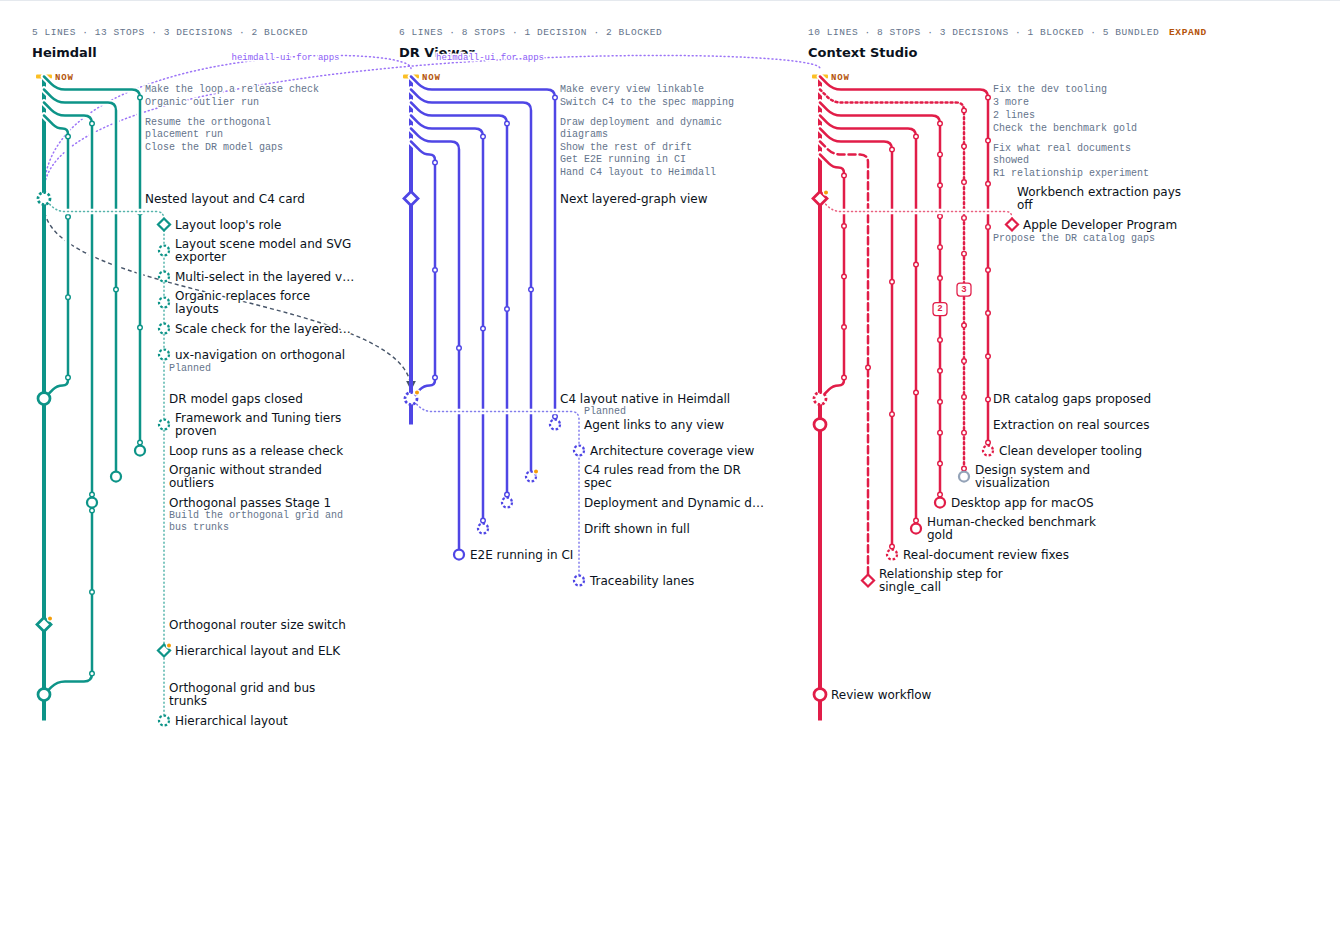 5 LINES · 13 STOPS · 3 DECISIONS · 2 BLOCKED
Heimdall
NOW
Make the loop a release check
Organic outlier run
Resume the orthogonal
placement run
Close the DR model gaps
Nested layout and C4 card
Layout loop's role
Layout scene model and SVG
exporter
Multi-select in the layered v…
Organic replaces force
layouts
Scale check for the layered…
ux-navigation on orthogonal
Planned
DR model gaps closed
Framework and Tuning tiers
proven
Loop runs as a release check
Organic without stranded
outliers
Orthogonal passes Stage 1
Build the orthogonal grid and
bus trunks
Orthogonal router size switch
Hierarchical layout and ELK
Orthogonal grid and bus
trunks
Hierarchical layout
heimdall-ui-for-apps
6 LINES · 8 STOPS · 1 DECISION · 2 BLOCKED
DR Viewer
heimdall-ui for-apps
NOW
Make every view linkable
Switch C4 to the spec mapping
Draw deployment and dynamic
diagrams
Show the rest of drift
Get E2E running in CI
Hand C4 layout to Heimdall
Next layered-graph view
C4 layout native in Heimdall
Planned
Agent links to any view
Architecture coverage view
C4 rules read from the DR
spec
Deployment and Dynamic d…
Drift shown in full
E2E running in CI
Traceability lanes
10 LINES · 8 STOPS · 3 DECISIONS · 1 BLOCKED · 5 BUNDLED EXPAND
Context Studio
NOW
Fix the dev tooling
3 more
2 lines
Check the benchmark gold
Fix what real documents
showed
R1 relationship experiment
Workbench extraction pays
off
Apple Developer Program
Propose the DR catalog gaps
3
2
DR catalog gaps proposed
Extraction on real sources
Clean developer tooling
Design system and
visualization
Desktop app for macOS
Human-checked benchmark
gold
Real-document review fixes
Relationship step for
single_call
Review workflow